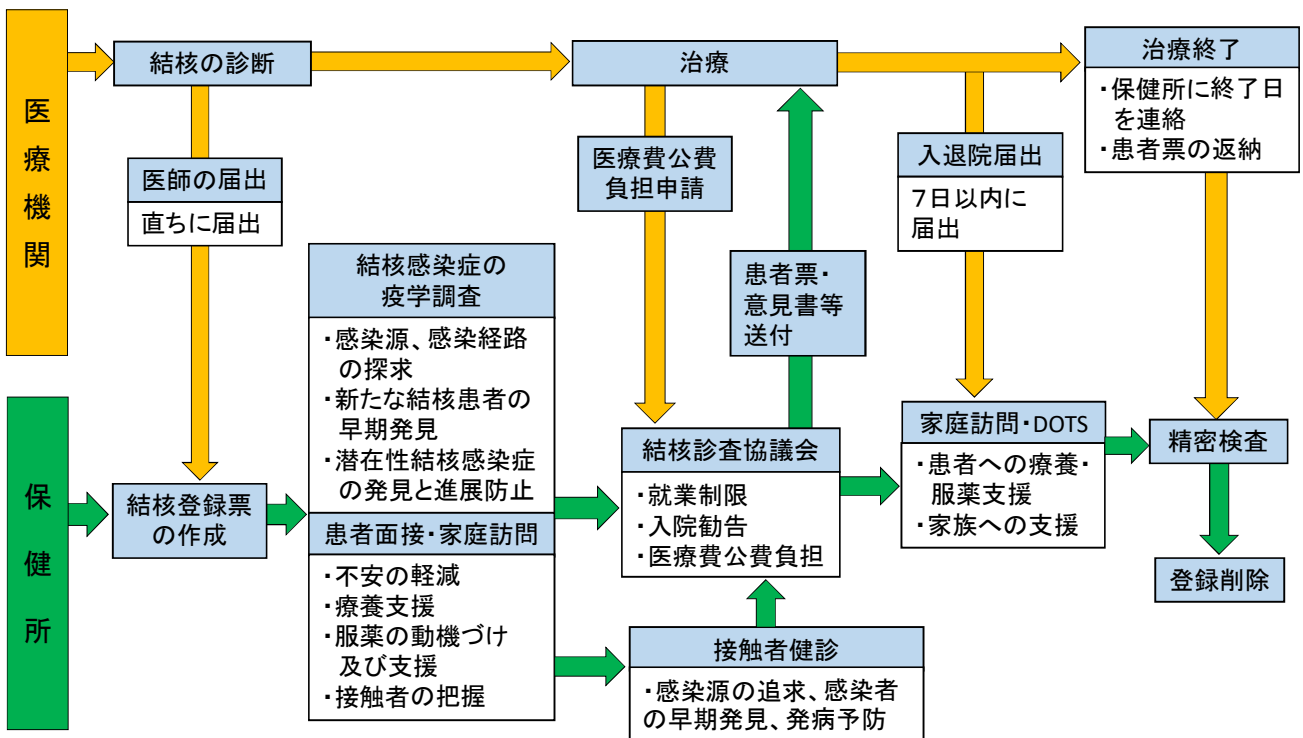 医療機関
結核の診断
治療
治療終了
・保健所に終了日
を連絡
・患者票の返納
医師の届出
直ちに届出
医療費公費
負担申請
入退院届出
7日以内に
届出
結核感染症の
疫学調査
・感染源、感染経路
の探求
・新たな結核患者の
早期発見
・潜在性結核感染症
の発見と進展防止
患者票・
意見書等
送付
保健所
結核登録票
の作成
患者面接・家庭訪問
・不安の軽減
・療養支援
・服薬の動機づけ
及び支援
・接触者の把握
結核診査協議会
・就業制限
・入院勧告
・医療費公費負担
家庭訪問・DOTS
・患者への療養・
服薬支援
・家族への支援
精密検査
登録削除
接触者健診
・感染源の追求、感染者
の早期発見、発病予防